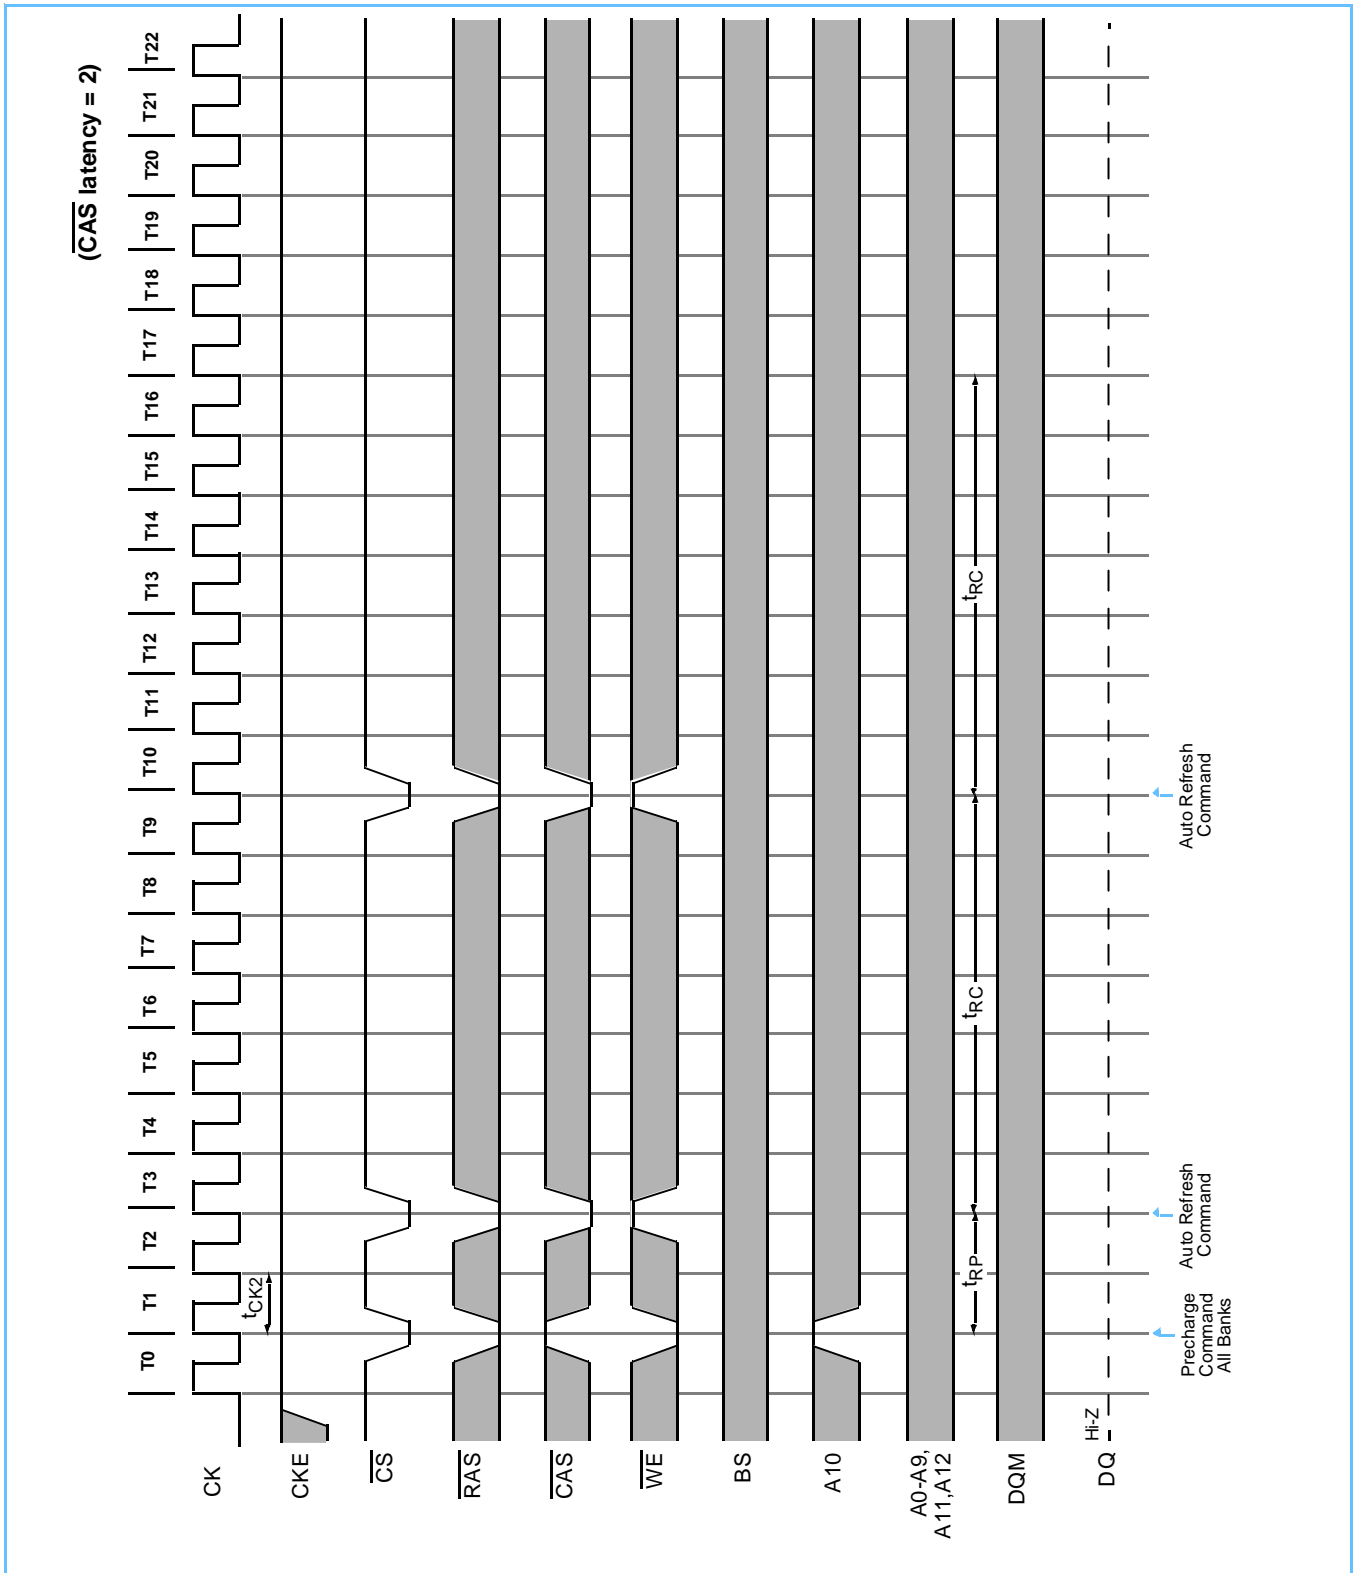 (CAS latency = 2)
T0 T1 T2 T3 T4 T5 T6 T7 T8 T9 T10 T11 T12 T13 T14 T15 T16 T17 T18 T19 T20 T21 T22
CK
tCK2
CKE
CS
RAS
CAS
WE
BS
A10
A0-A9,
A11,A12
tRP
tRC
tRC
DQM
DQ
Hi-Z
Precharge
Command
All Banks
Auto Refresh
Command
Auto Refresh
Command